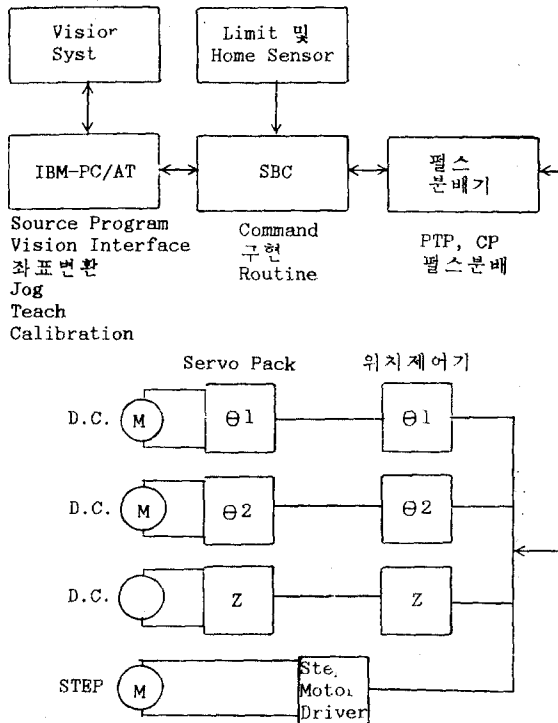 Visior
Syst
Limit 및
Home Sensor
IBM-PC/AT
SBC
펄스
분배기
Source Program
Vision Interface
좌표변환
Jog
Teach
Calibration
Command
구현
Routine
PTP, CP
펄스분배
Servo Pack
위치제어기
D.C.
M
θ1
θ1
D.C.
M
θ2
θ2
D.C.
Z
Z
STEP
M
Ste
Motor
Driver